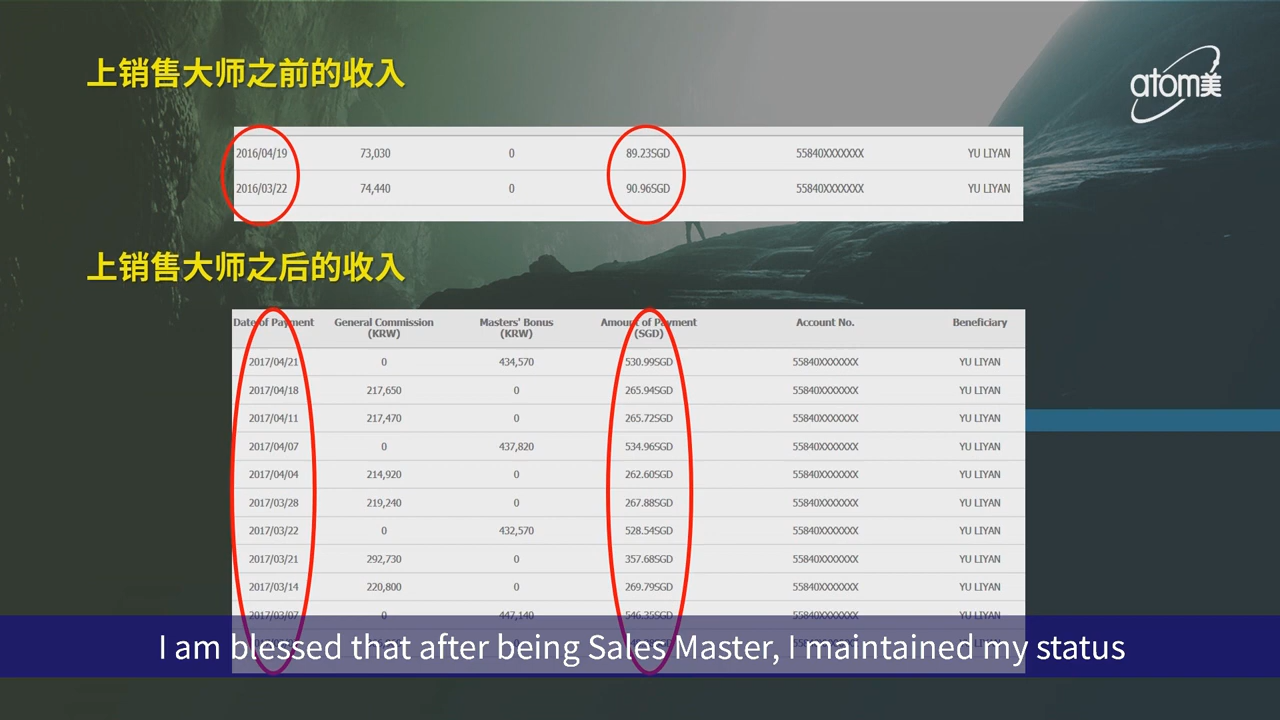 上销售大师之前的收入
atom美
2016/04/19 73,030 0 89.23SGD 55840XXXXXXX YU LIYAN
2016/03/22 74,440 0 90.96SGD 55840XXXXXXX YU LIYAN
上销售大师之后的收入
Date of Payment General Commission (KRW) Masters' Bonus (KRW) Amount of Payment (SGD) Account No. Beneficiary
2017/04/21 0 434,570 530.99SGD 55840XXXXXXX YU LIYAN
2017/04/18 217,650 0 265.94SGD 55840XXXXXXX YU LIYAN
2017/04/11 217,470 0 265.72SGD 55840XXXXXXX YU LIYAN
2017/04/07 0 437,820 534.96SGD 55840XXXXXXX YU LIYAN
2017/04/04 214,920 0 262.60SGD 55840XXXXXXX YU LIYAN
2017/03/28 219,240 0 267.88SGD 55840XXXXXXX YU LIYAN
2017/03/22 0 432,570 528.54SGD 55840XXXXXXX YU LIYAN
2017/03/21 292,730 0 357.68SGD 55840XXXXXXX YU LIYAN
2017/03/14 220,800 0 269.79SGD 55840XXXXXXX YU LIYAN
2017/03/07 0 447,140 546.35SGD 55840XXXXXXX YU LIYAN
I am blessed that after being Sales Master, I maintained my status